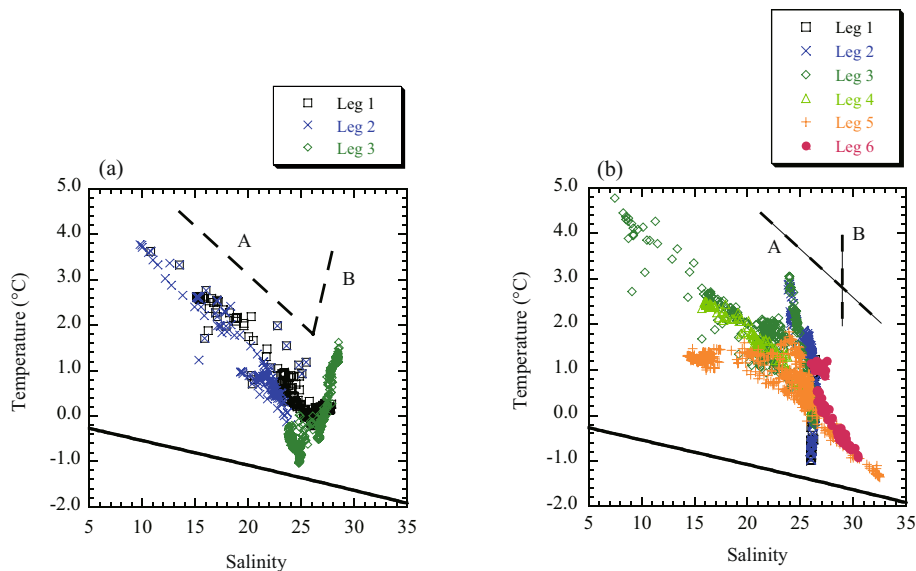 Leg 1
Leg 2
Leg 3
(a)
5.0
4.0
3.0
2.0
1.0
0.0
-1.0
-2.0
A
B
5 10 15 20 25 30 35
Temperature (°C)
Salinity
Leg 1
Leg 2
Leg 3
Leg 4
Leg 5
Leg 6
(b)
5.0
4.0
3.0
2.0
1.0
0.0
-1.0
-2.0
A
B
5 10 15 20 25 30 35
Temperature (°C)
Salinity